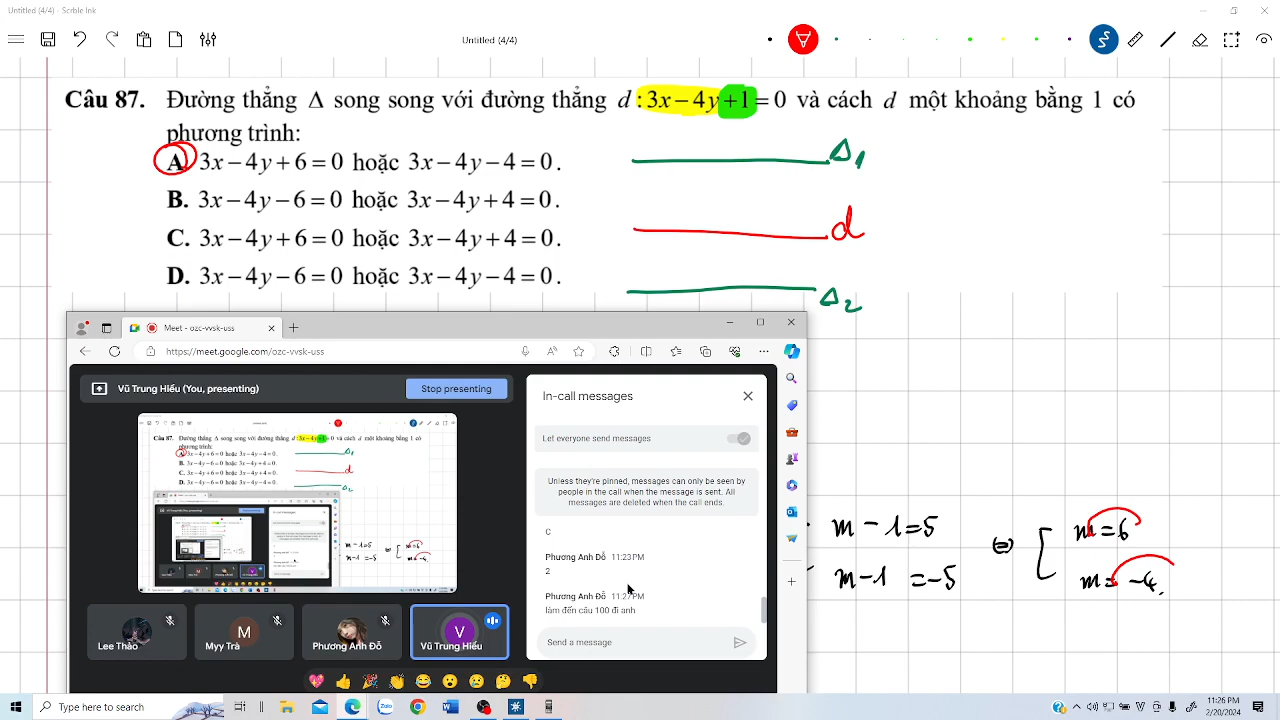 Untitled (4/4) - Scrble Ink
Untitled (4/4)
Câu 87. Đường thẳng Δ song song với đường thẳng d : 3x − 4y + 1 = 0 và cách d một khoảng bằng 1 có
phương trình:
A. 3x − 4y + 6 = 0 hoặc 3x − 4y − 4 = 0.
B. 3x − 4y − 6 = 0 hoặc 3x − 4y + 4 = 0.
C. 3x − 4y + 6 = 0 hoặc 3x − 4y + 4 = 0.
D. 3x − 4y − 6 = 0 hoặc 3x − 4y − 4 = 0.
Δ1
d
Δ2
Meet - ozc-vvsk-uss
https://meet.google.com/ozc-vvsk-uss
Vũ Trung Hiếu (You, presenting)
Stop presenting
In-call messages
Let everyone send messages
Unless they're pinned, messages can only be seen by
people in the call when the message is sent. All
messages are deleted when the call ends.
C
Phương Anh Đỗ 11:23 PM
2
Phương Anh Đỗ 11:27 PM
làm đến câu 100 đi anh
Send a message
Lee Thảo
M
Myy Trà
Phương Anh Đỗ
V
Vũ Trung Hiếu
m − 1 = 5
m − 1 = −5
⇔
m = 6
m = −4.
Type here to search
Zalo
11:26 PM
2/20/2024